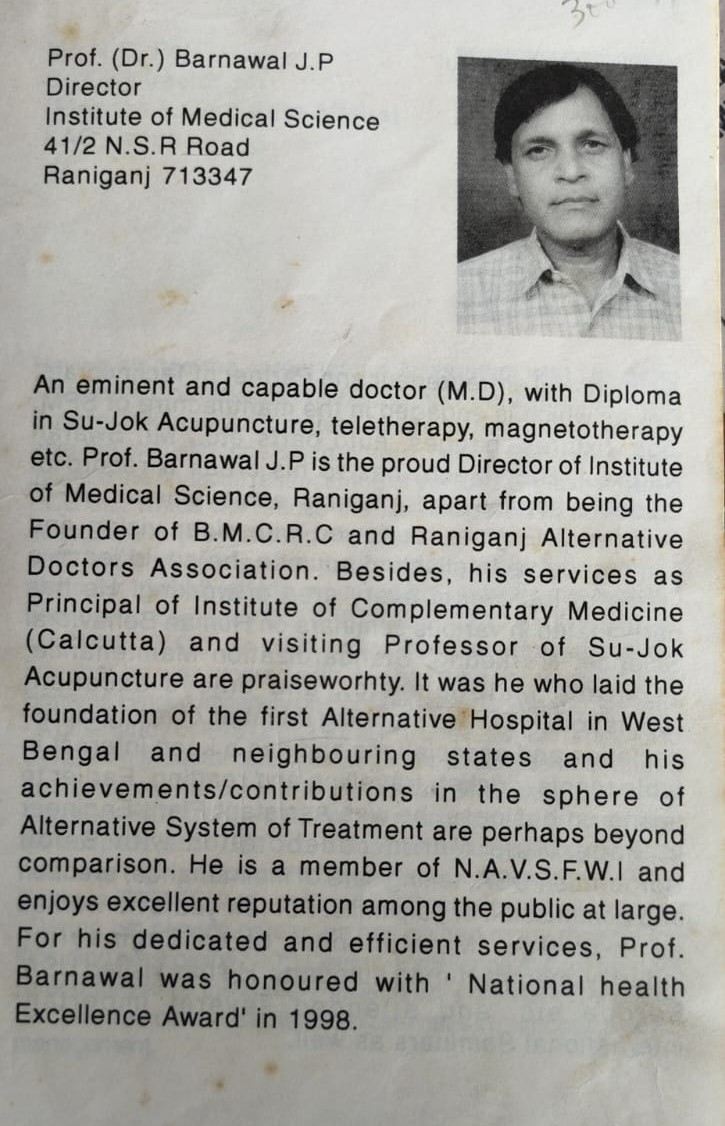 Prof. (Dr.) Barnawal J.P
Director
Institute of Medical Science
41/2 N.S.R Road
Raniganj 713347
An eminent and capable doctor (M.D), with Diploma
in Su-Jok Acupuncture, teletherapy, magnetotherapy
etc. Prof. Barnawal J.P is the proud Director of Institute
of Medical Science, Raniganj, apart from being the
Founder of B.M.C.R.C and Raniganj Alternative
Doctors Association. Besides, his services as
Principal of Institute of Complementary Medicine
(Calcutta) and visiting Professor of Su-Jok
Acupuncture are praiseworhty. It was he who laid the
foundation of the first Alternative Hospital in West
Bengal and neighbouring states and his
achievements/contributions in the sphere of
Alternative System of Treatment are perhaps beyond
comparison. He is a member of N.A.V.S.F.W.I and
enjoys excellent reputation among the public at large.
For his dedicated and efficient services, Prof.
Barnawal was honoured with ' National health
Excellence Award' in 1998.